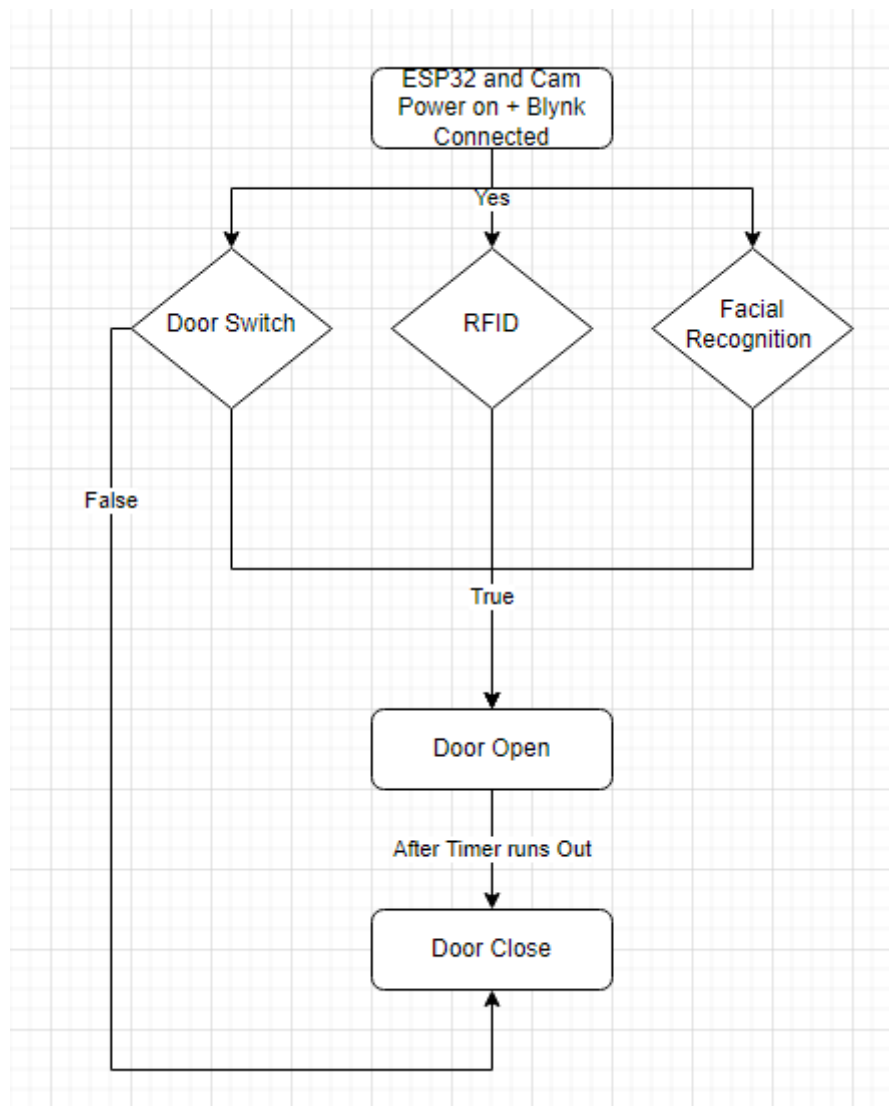 ESP32 and Cam
Power on + Blynk
Connected
Yes
Door Switch
RFID
Facial
Recognition
False
True
Door Open
After Timer runs Out
Door Close